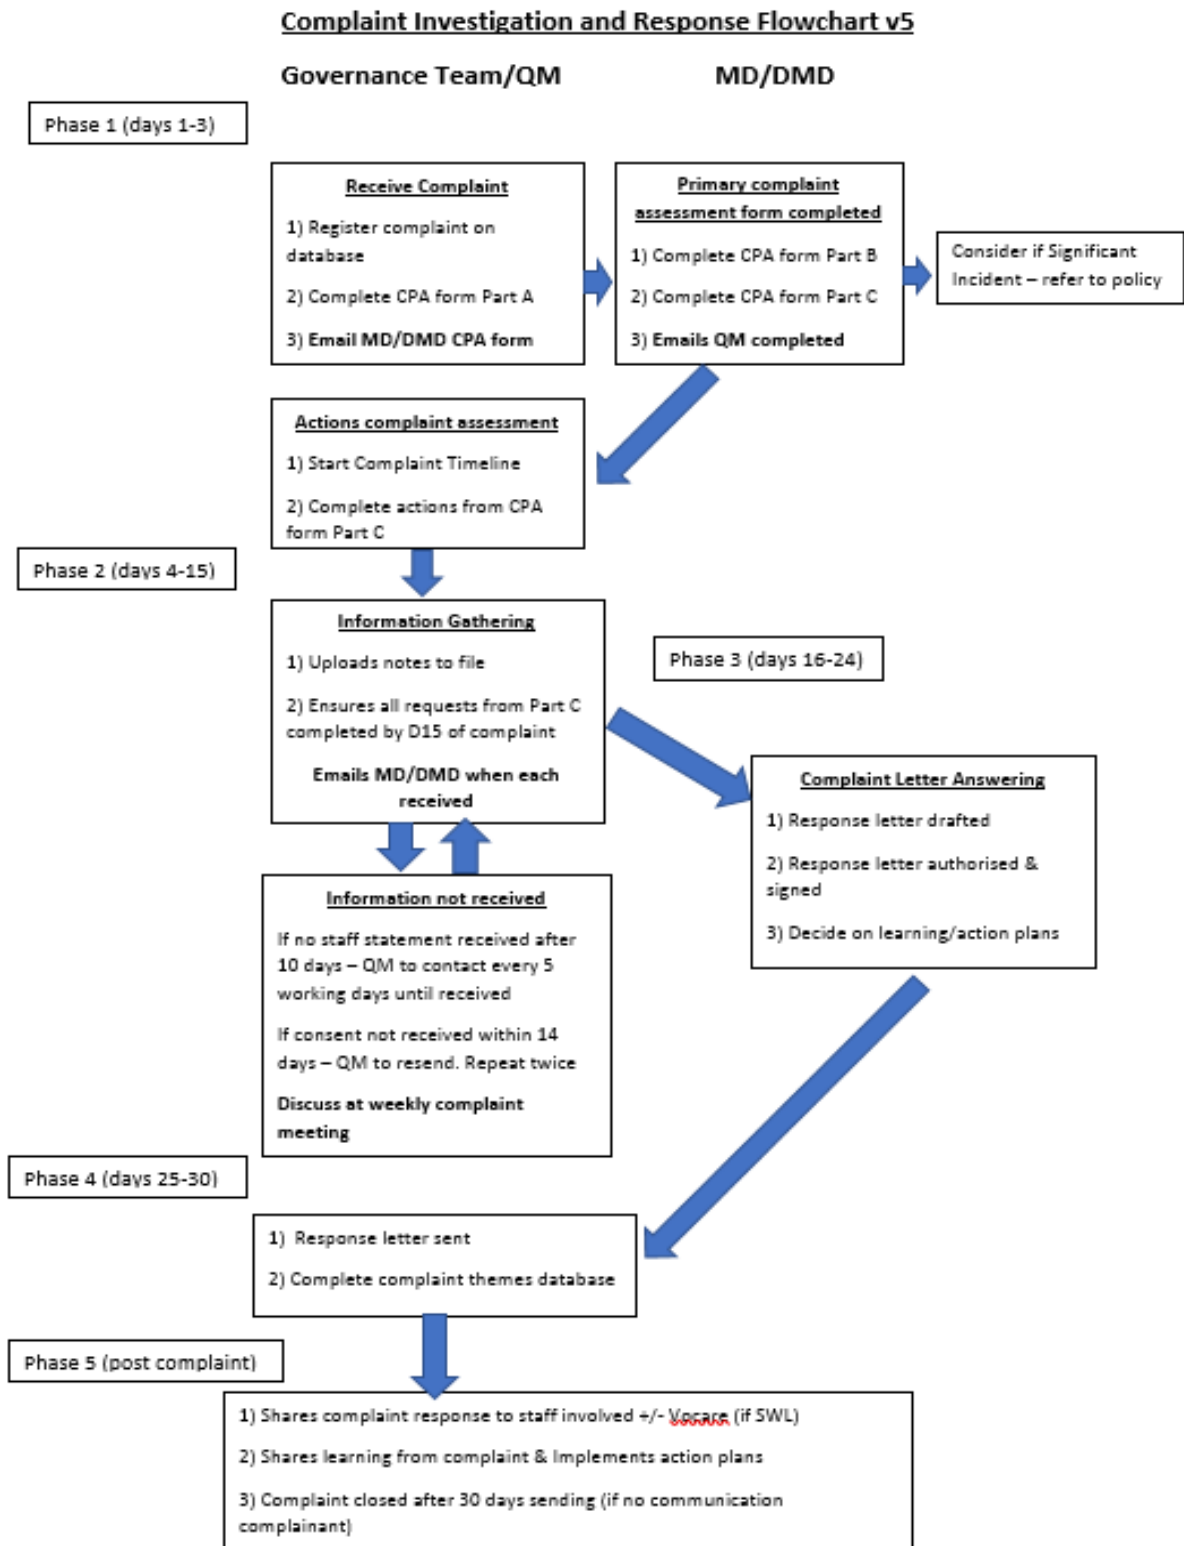 Complaint Investigation and Response Flowchart v5
Governance Team/QM
MD/DMD
Phase 1 (days 1-3)
Receive Complaint
1) Register complaint on
database
2) Complete CPA form Part A
3) Email MD/DMD CPA form
Primary complaint
assessment form completed
1) Complete CPA form Part B
2) Complete CPA form Part C
3) Emails QM completed
Consider if Significant
Incident – refer to policy
Actions complaint assessment
1) Start Complaint Timeline
2) Complete actions from CPA
form Part C
Phase 2 (days 4-15)
Information Gathering
1) Uploads notes to file
2) Ensures all requests from Part C
completed by D15 of complaint
Emails MD/DMD when each
received
Phase 3 (days 16-24)
Complaint Letter Answering
1) Response letter drafted
2) Response letter authorised &
signed
3) Decide on learning/action plans
Information not received
If no staff statement received after
10 days – QM to contact every 5
working days until received
If consent not received within 14
days – QM to resend. Repeat twice
Discuss at weekly complaint
meeting
Phase 4 (days 25-30)
1) Response letter sent
2) Complete complaint themes database
Phase 5 (post complaint)
1) Shares complaint response to staff involved +/- Vocare (if SWL)
2) Shares learning from complaint & Implements action plans
3) Complaint closed after 30 days sending (if no communication
complainant)